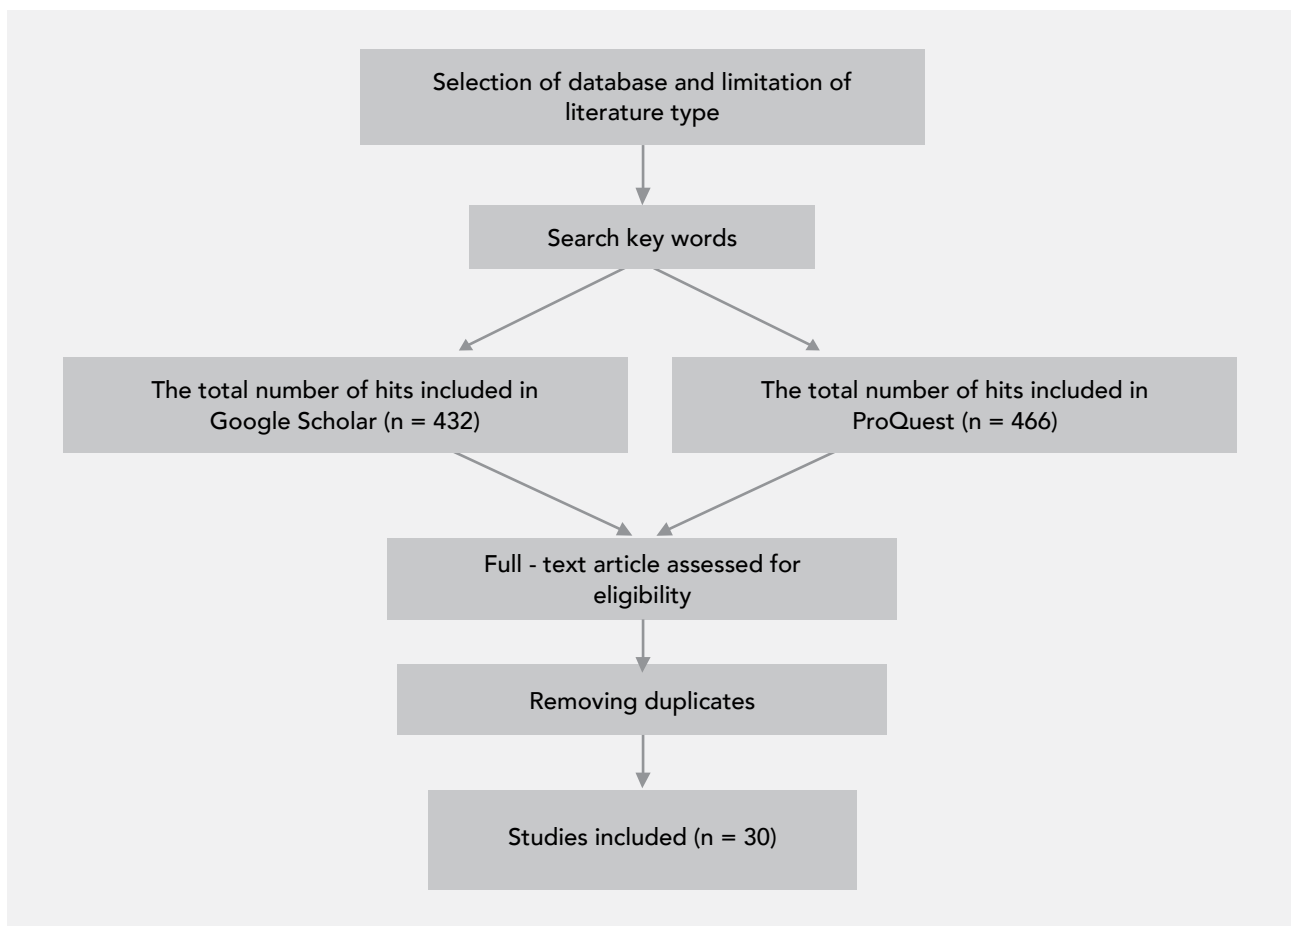 Selection of database and limitation of
literature type
Search key words
The total number of hits included in
Google Scholar (n = 432)
The total number of hits included in
ProQuest (n = 466)
Full - text article assessed for
eligibility
Removing duplicates
Studies included (n = 30)